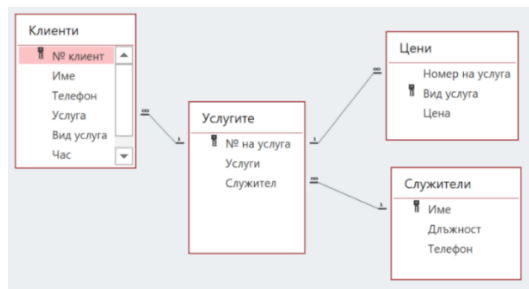 Клиенти
№ клиент
Име
Телефон
Услуга
Вид услуга
Час
Услугите
№ на услуга
Услуги
Служител
Цени
Номер на услуга
Вид услуга
Цена
Служители
Име
Длъжност
Телефон